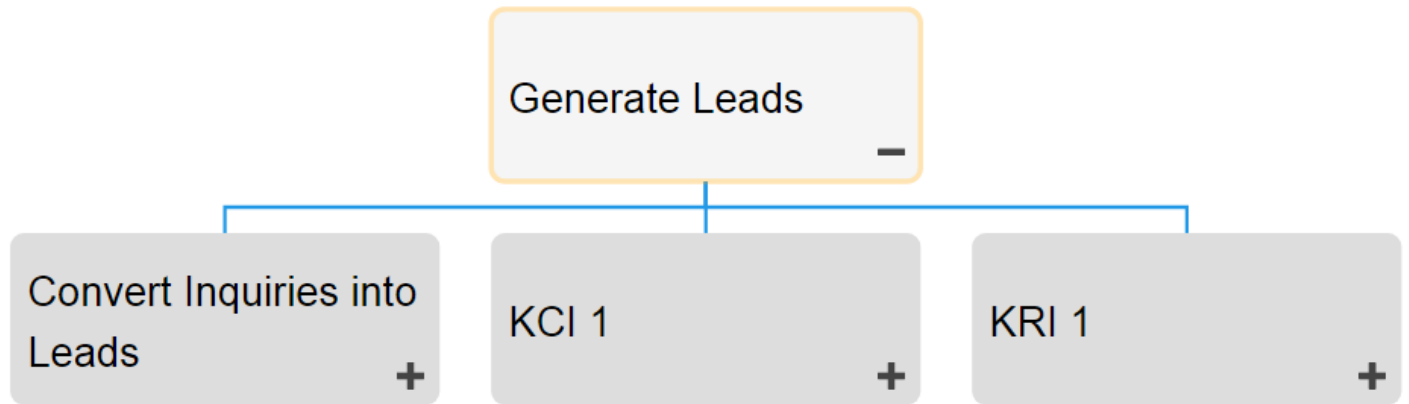 Generate Leads
Convert Inquiries into
Leads
KCI 1
KRI 1